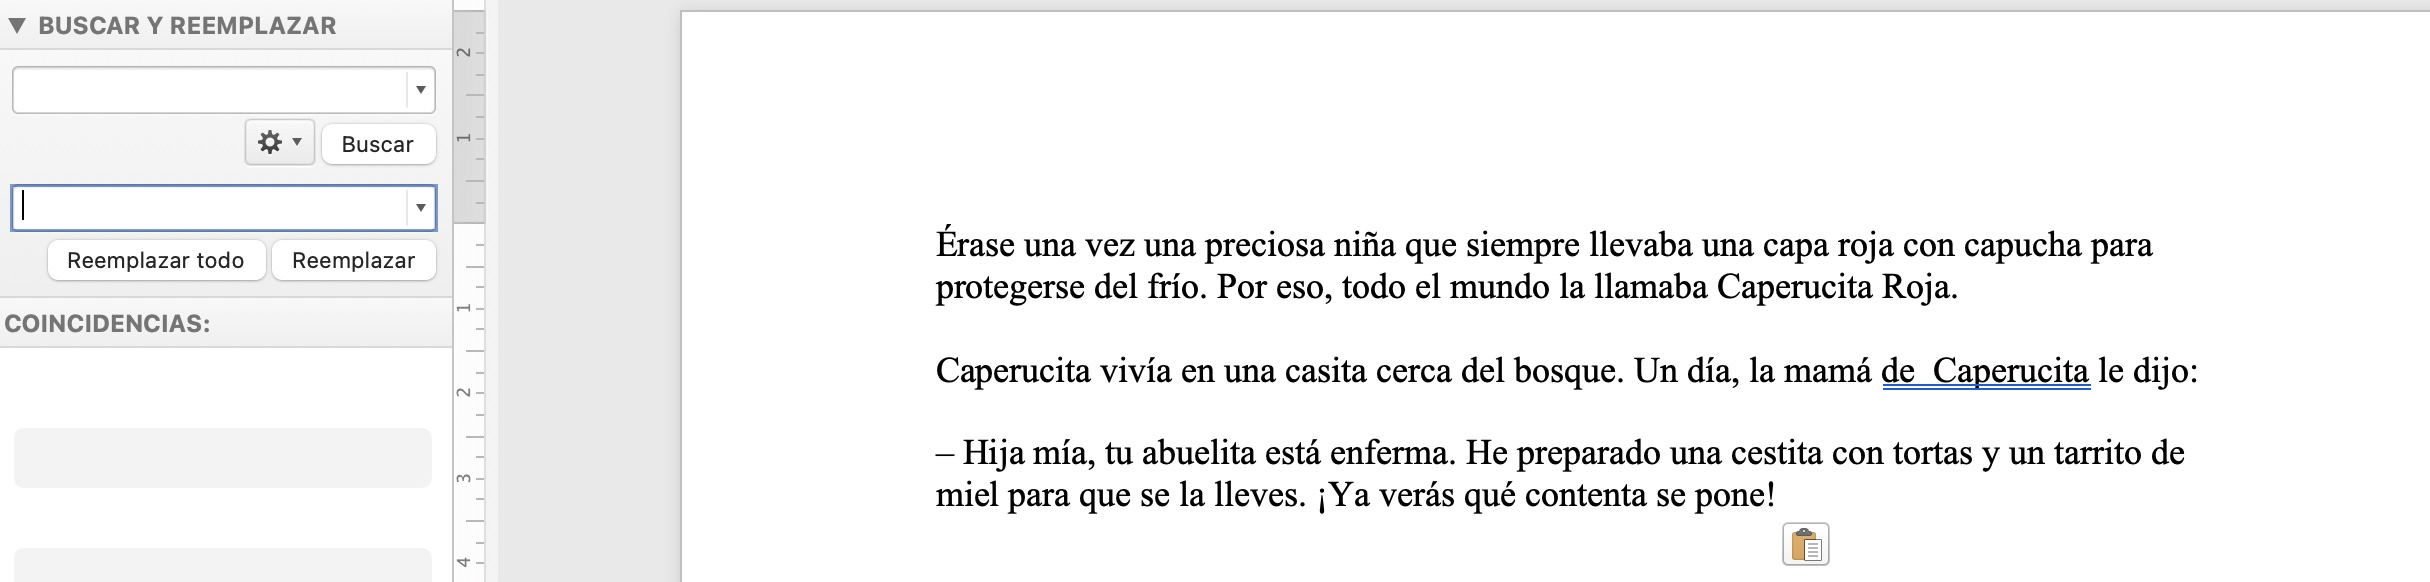 BUSCAR Y REEMPLAZAR
Buscar
Reemplazar todo
Reemplazar
COINCIDENCIAS:
2
1
1
2
3
4
Érase una vez una preciosa niña que siempre llevaba una capa roja con capucha para
protegerse del frío. Por eso, todo el mundo la llamaba Caperucita Roja.
Caperucita vivía en una casita cerca del bosque. Un día, la mamá de  Caperucita le dijo:
– Hija mía, tu abuelita está enferma. He preparado una cestita con tortas y un tarrito de
miel para que se la lleves. ¡Ya verás qué contenta se pone!